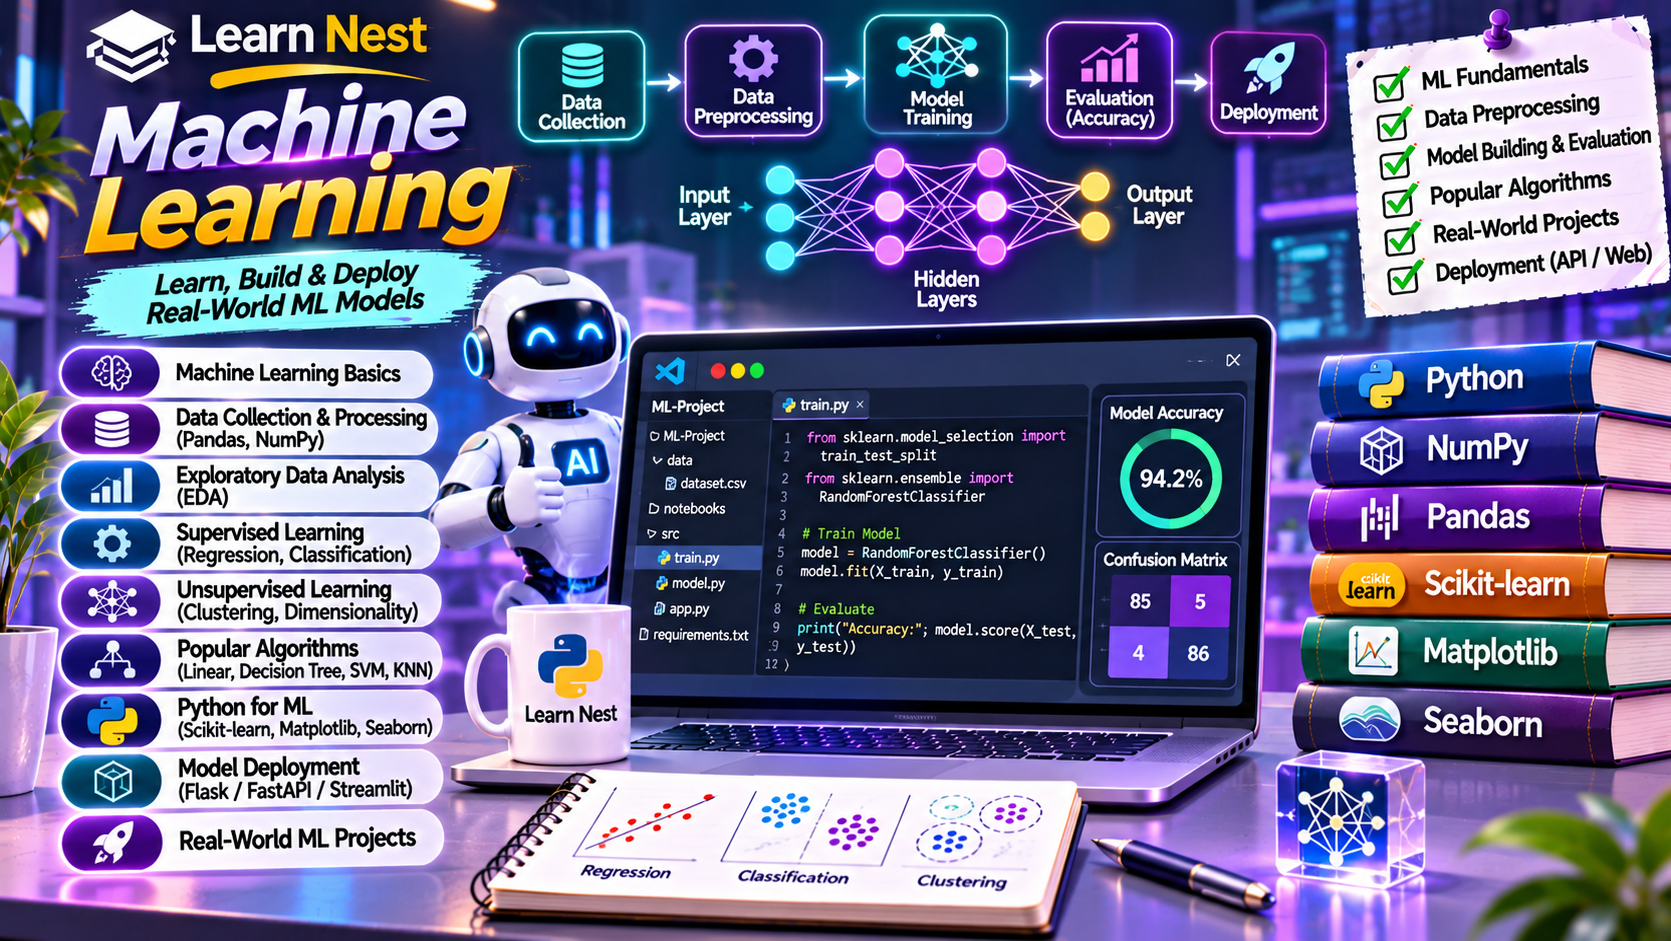 Learn Nest
Machine
Learning
Learn, Build & Deploy
Real-World ML Models
Machine Learning Basics
Data Collection & Processing
(Pandas, NumPy)
Exploratory Data Analysis
(EDA)
Supervised Learning
(Regression, Classification)
Unsupervised Learning
(Clustering, Dimensionality)
Popular Algorithms
(Linear, Decision Tree, SVM, KNN)
Python for ML
(Scikit-learn, Matplotlib, Seaborn)
Model Deployment
(Flask / FastAPI / Streamlit)
Real-World ML Projects
Data
Collection
Data
Preprocessing
Model
Training
Evaluation
(Accuracy)
Deployment
Input
Layer
Hidden
Layers
Output
Layer
ML Fundamentals
Data Preprocessing
Model Building & Evaluation
Popular Algorithms
Real-World Projects
Deployment (API / Web)
AI
Learn Nest
ML-Project
ML-Project
data
dataset.csv
notebooks
src
train.py
model.py
app.py
requirements.txt
train.py ×
1 from sklearn.model_selection import
2 train_test_split
2 from sklearn.ensemble import
3 RandomForestClassifier
3
4 # Train Model
5 model = RandomForestClassifier()
6 model.fit(X_train, y_train)
7
8 # Evaluate
9 print("Accuracy:"; model.score(X_test,
9 y_test))
12 )
Model Accuracy
94.2%
Confusion Matrix
85 5
4 86
Python
NumPy
Pandas
scikit
learn
Scikit-learn
Matplotlib
Seaborn
Regression
Classification
Clustering